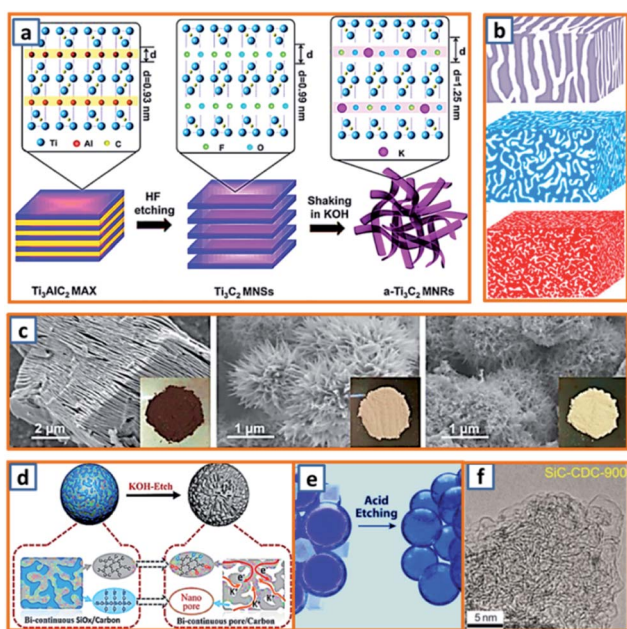 a
d
d=0.93 nm
d
d=0.99 nm
d
d=1.25 nm
Ti Al C
F O
K
HF
etching
Shaking
in KOH
Ti₃AlC₂ MAX
Ti₃C₂ MNSs
a-Ti₃C₂ MNRs
b
c
2 μm
1 μm
1 μm
d
KOH-Etch
Nano
pore
e⁻
K⁺
e⁻
K⁺
Bi-continuous SiOx/Carbon
Bi-continuous pore/Carbon
e
Acid
Etching
f
SiC-CDC-900
5 nm